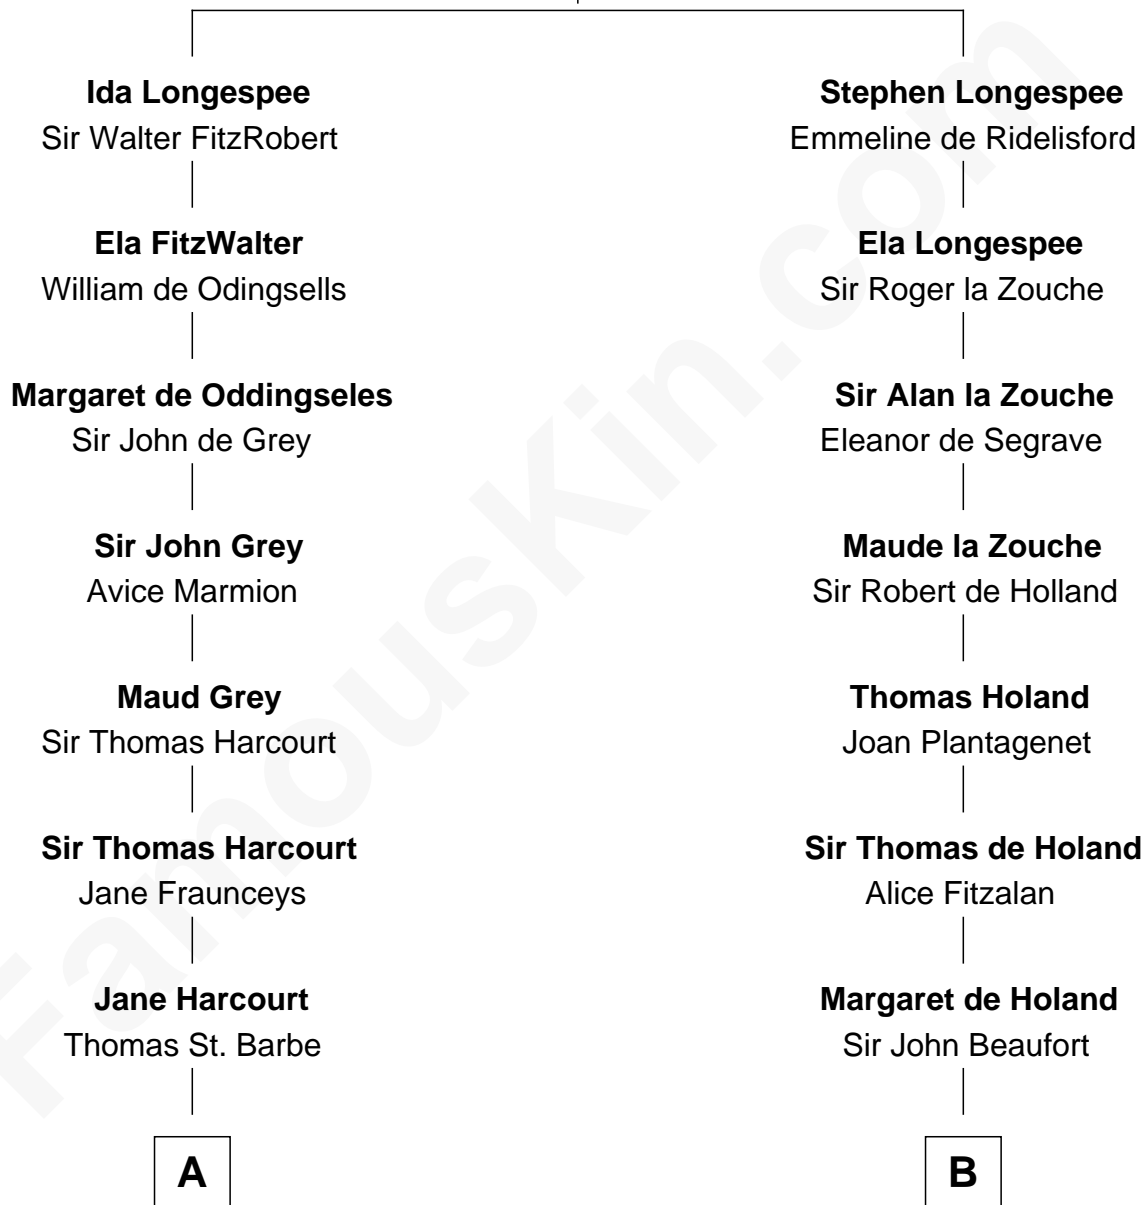 Ida Longespee
Sir Walter FitzRobert
Ela FitzWalter
William de Odingsells
Margaret de Oddingseles
Sir John de Grey
Sir John Grey
Avice Marmion
Maud Grey
Sir Thomas Harcourt
Sir Thomas Harcourt
Jane Fraunceys
Jane Harcourt
Thomas St. Barbe
A
Stephen Longespee
Emmeline de Ridelisford
Ela Longespee
Sir Roger la Zouche
Sir Alan la Zouche
Eleanor de Segrave
Maude la Zouche
Sir Robert de Holland
Thomas Holand
Joan Plantagenet
Sir Thomas de Holand
Alice Fitzalan
Margaret de Holand
Sir John Beaufort
B
FamousKin.com